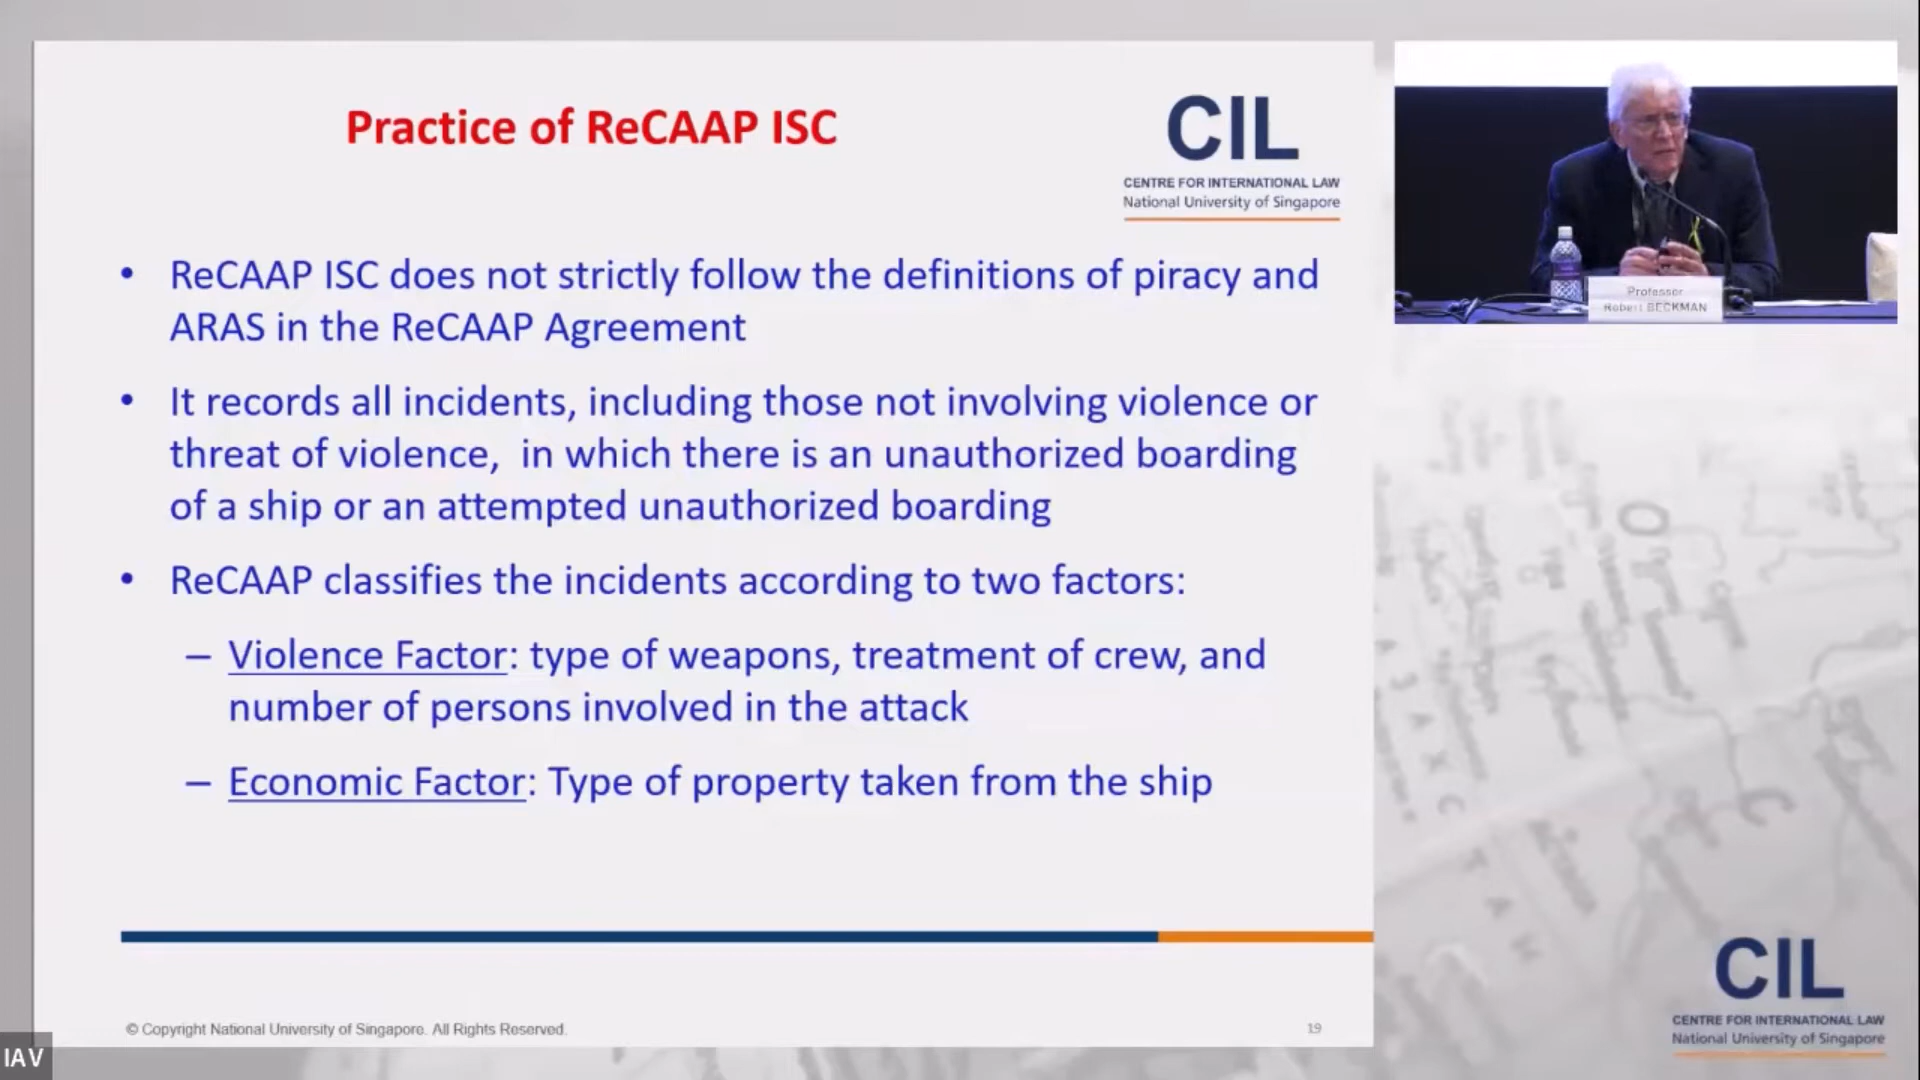 Practice of ReCAAP ISC
CIL
CENTRE FOR INTERNATIONAL LAW
National University of Singapore
• ReCAAP ISC does not strictly follow the definitions of piracy and
ARAS in the ReCAAP Agreement
• It records all incidents, including those not involving violence or
threat of violence,  in which there is an unauthorized boarding
of a ship or an attempted unauthorized boarding
• ReCAAP classifies the incidents according to two factors:
– Violence Factor: type of weapons, treatment of crew, and
number of persons involved in the attack
– Economic Factor: Type of property taken from the ship
© Copyright National University of Singapore. All Rights Reserved.
19
Professor
Robert BECKMAN
CIL
CENTRE FOR INTERNATIONAL LAW
National University of Singapore
IAV